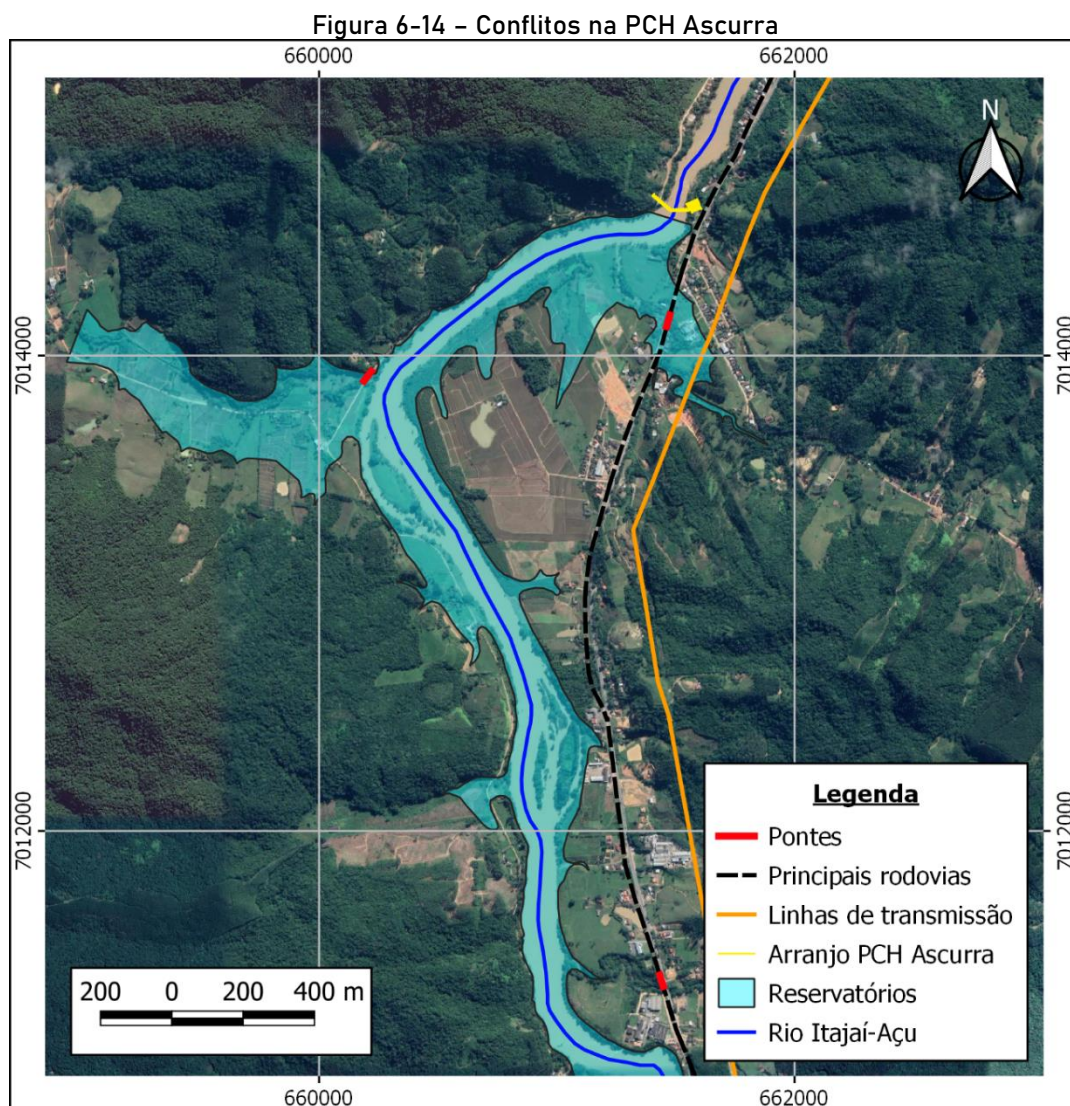 Figura 6-14 – Conflitos na PCH Ascurra
660000 662000
N
7014000 7014000
7012000 7012000
Legenda
Pontes
Principais rodovias
Linhas de transmissão
Arranjo PCH Ascurra
Reservatórios
Rio Itajaí-Açu
200 0 200 400 m
660000 662000